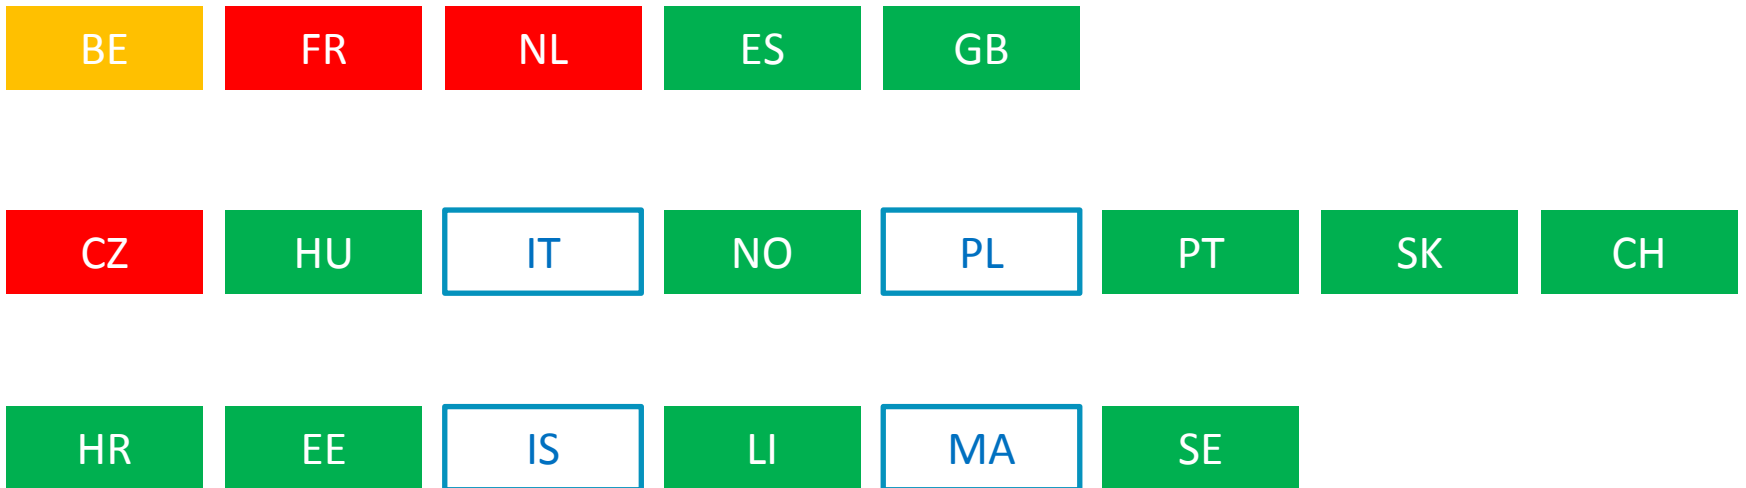 BE FR NL ES GB
CZ HU IT NO PL PT SK CH
HR EE IS LI MA SE